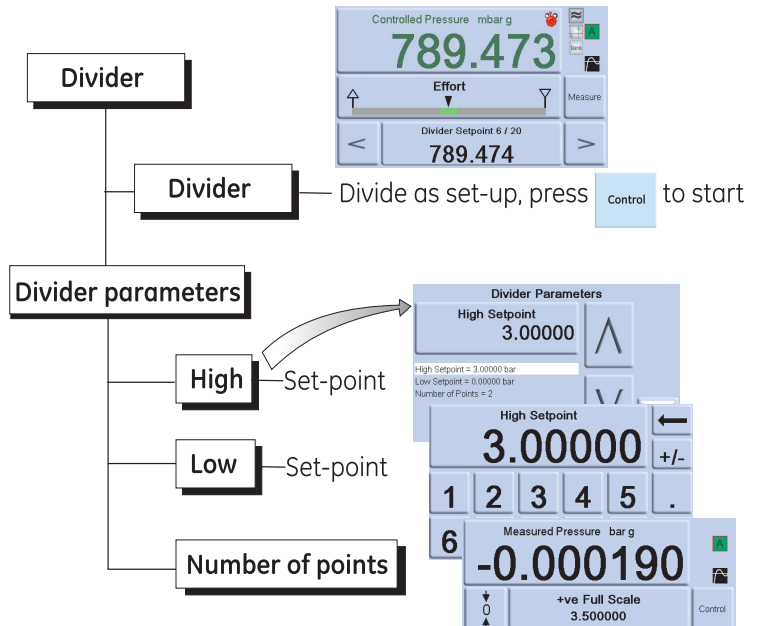 Controlled Pressure mbar g
789.473
A
tare
Effort
Measure
<
Divider Setpoint 6 / 20
789.474
>
Divider
Divider
Divide as set-up, press Control to start
Divider parameters
High
Set-point
Low
Set-point
Number of points
Divider Parameters
High Setpoint
3.00000
High Setpoint = 3.00000 bar
Low Setpoint = 0.00000 bar
Number of Points = 2
High Setpoint
3.00000
+/-
1 2 3 4 5 .
6
Measured Pressure bar g
-0.000190
A
0
+ve Full Scale
3.500000
Control